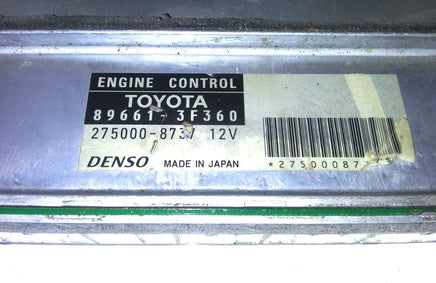 ENGINE CONTROL
TOYOTA
89661-3F360
275000-8737 12V
DENSO MADE IN JAPAN